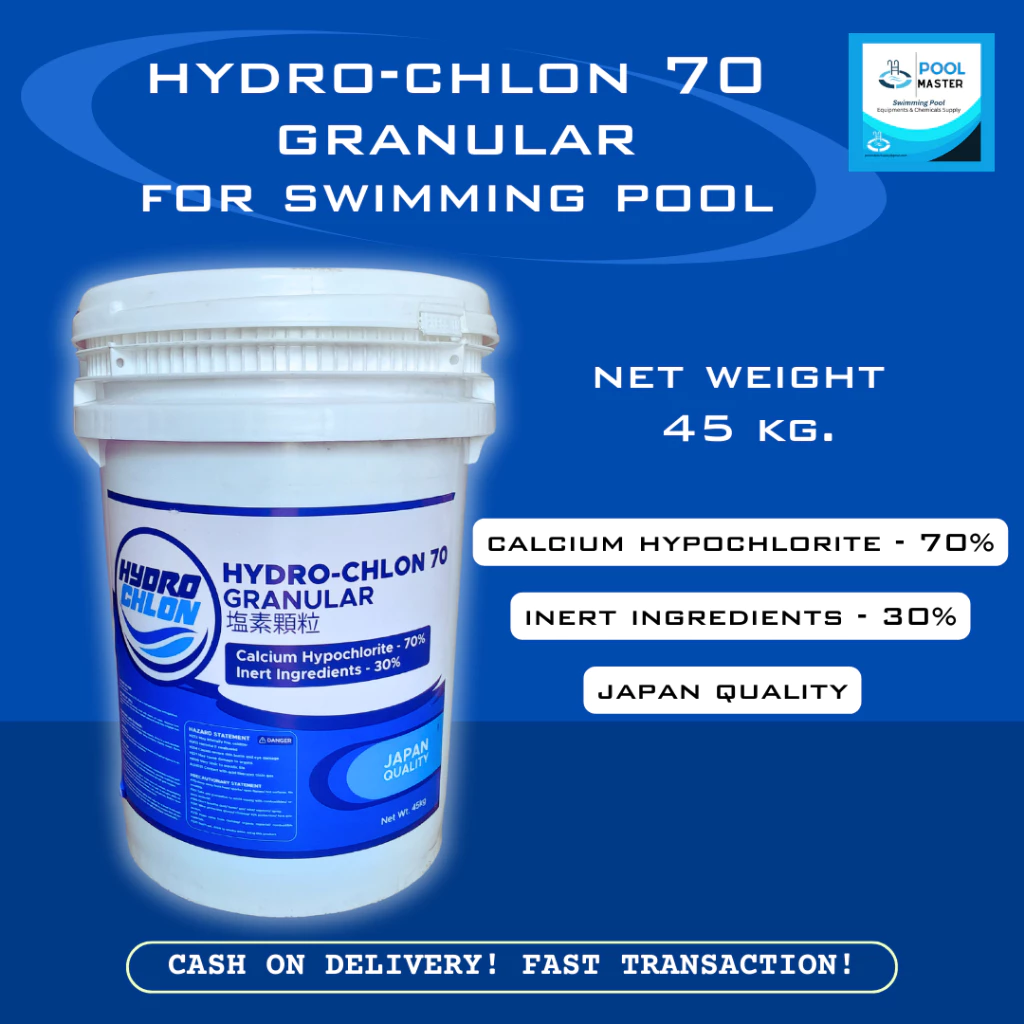 HYDRO-CHLON 70
GRANULAR
FOR SWIMMING POOL
POOL
MASTER
Swimming Pool
Equipments & Chemicals Supply
NET WEIGHT
45 KG.
CALCIUM HYPOCHLORITE - 70%
INERT INGREDIENTS - 30%
JAPAN QUALITY
HYDRO
CHLON
HYDRO-CHLON 70
GRANULAR
塩素顆粒
Calcium Hypochlorite - 70%
Inert Ingredients - 30%
HAZARD STATEMENT
DANGER
JAPAN
QUALITY
Net Wt. 45kg
CASH ON DELIVERY! FAST TRANSACTION!